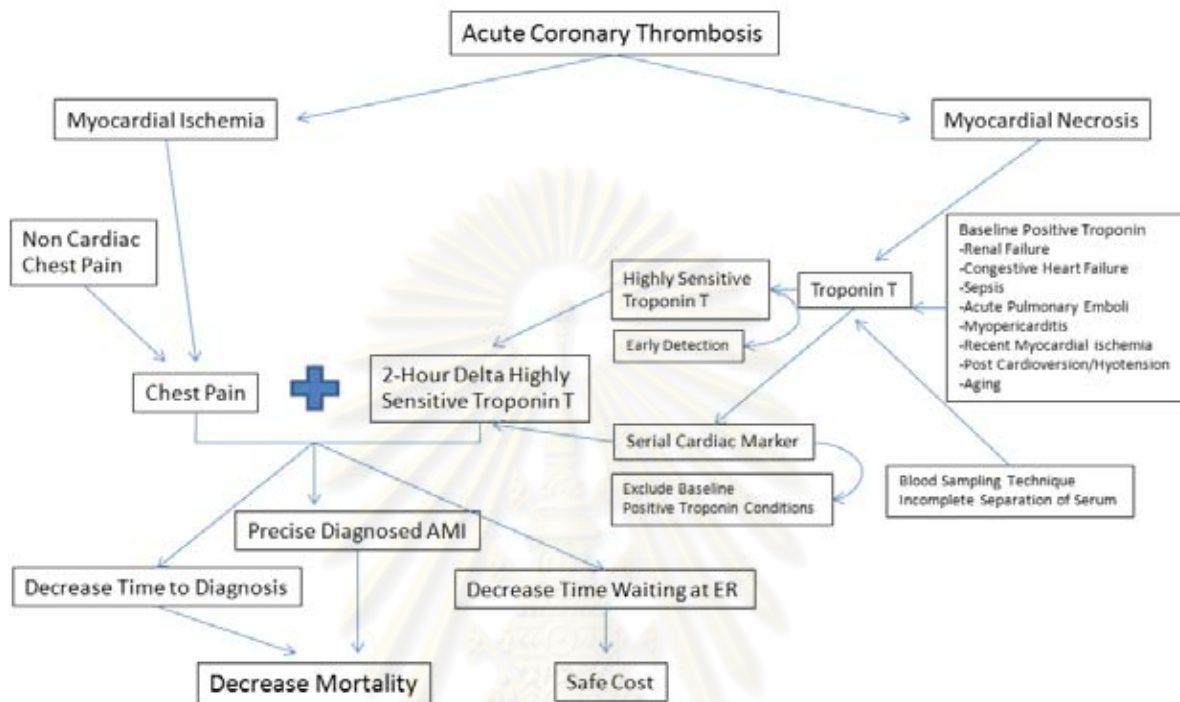 Acute Coronary Thrombosis
Myocardial Ischemia
Myocardial Necrosis
Non Cardiac
Chest Pain
Highly Sensitive
Troponin T
Troponin T
Baseline Positive Troponin
-Renal Failure
-Congestive Heart Failure
-Sepsis
-Acute Pulmonary Emboli
-Myopericarditis
-Recent Myocardial ischemia
-Post Cardioversion/Hyotension
-Aging
Early Detection
Chest Pain
2-Hour Delta Highly
Sensitive Troponin T
Serial Cardiac Marker
Exclude Baseline
Positive Troponin Conditions
Blood Sampling Technique
Incomplete Separation of Serum
Precise Diagnosed AMI
Decrease Time to Diagnosis
Decrease Time Waiting at ER
Decrease Mortality
Safe Cost